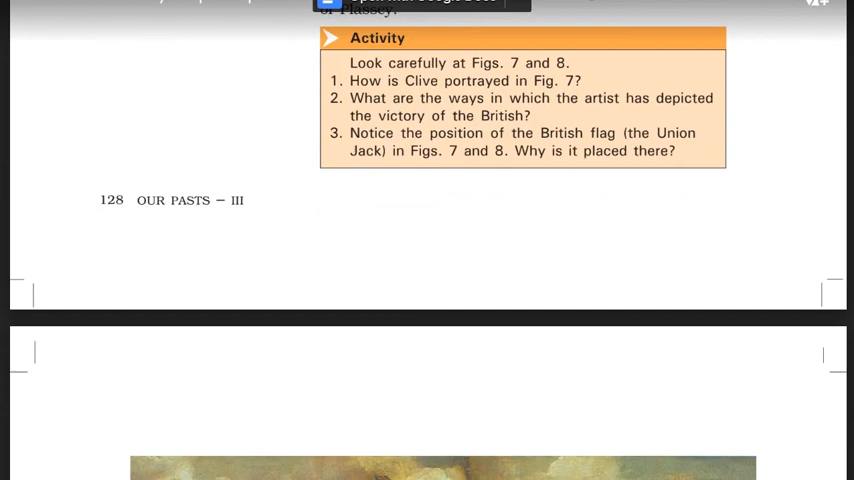 of Plassey.
Activity
Look carefully at Figs. 7 and 8.
1. How is Clive portrayed in Fig. 7?
2. What are the ways in which the artist has depicted
the victory of the British?
3. Notice the position of the British flag (the Union
Jack) in Figs. 7 and 8. Why is it placed there?
128 OUR PASTS – III